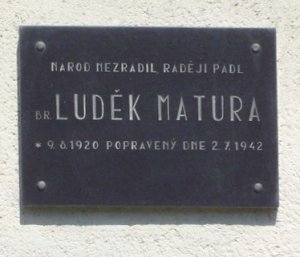 NÁROD NEZRADIL RADĚJI PADL
BR. LUDĚK MATURA
* 9.8.1920 POPRAVENÝ DNE 2.7.1942